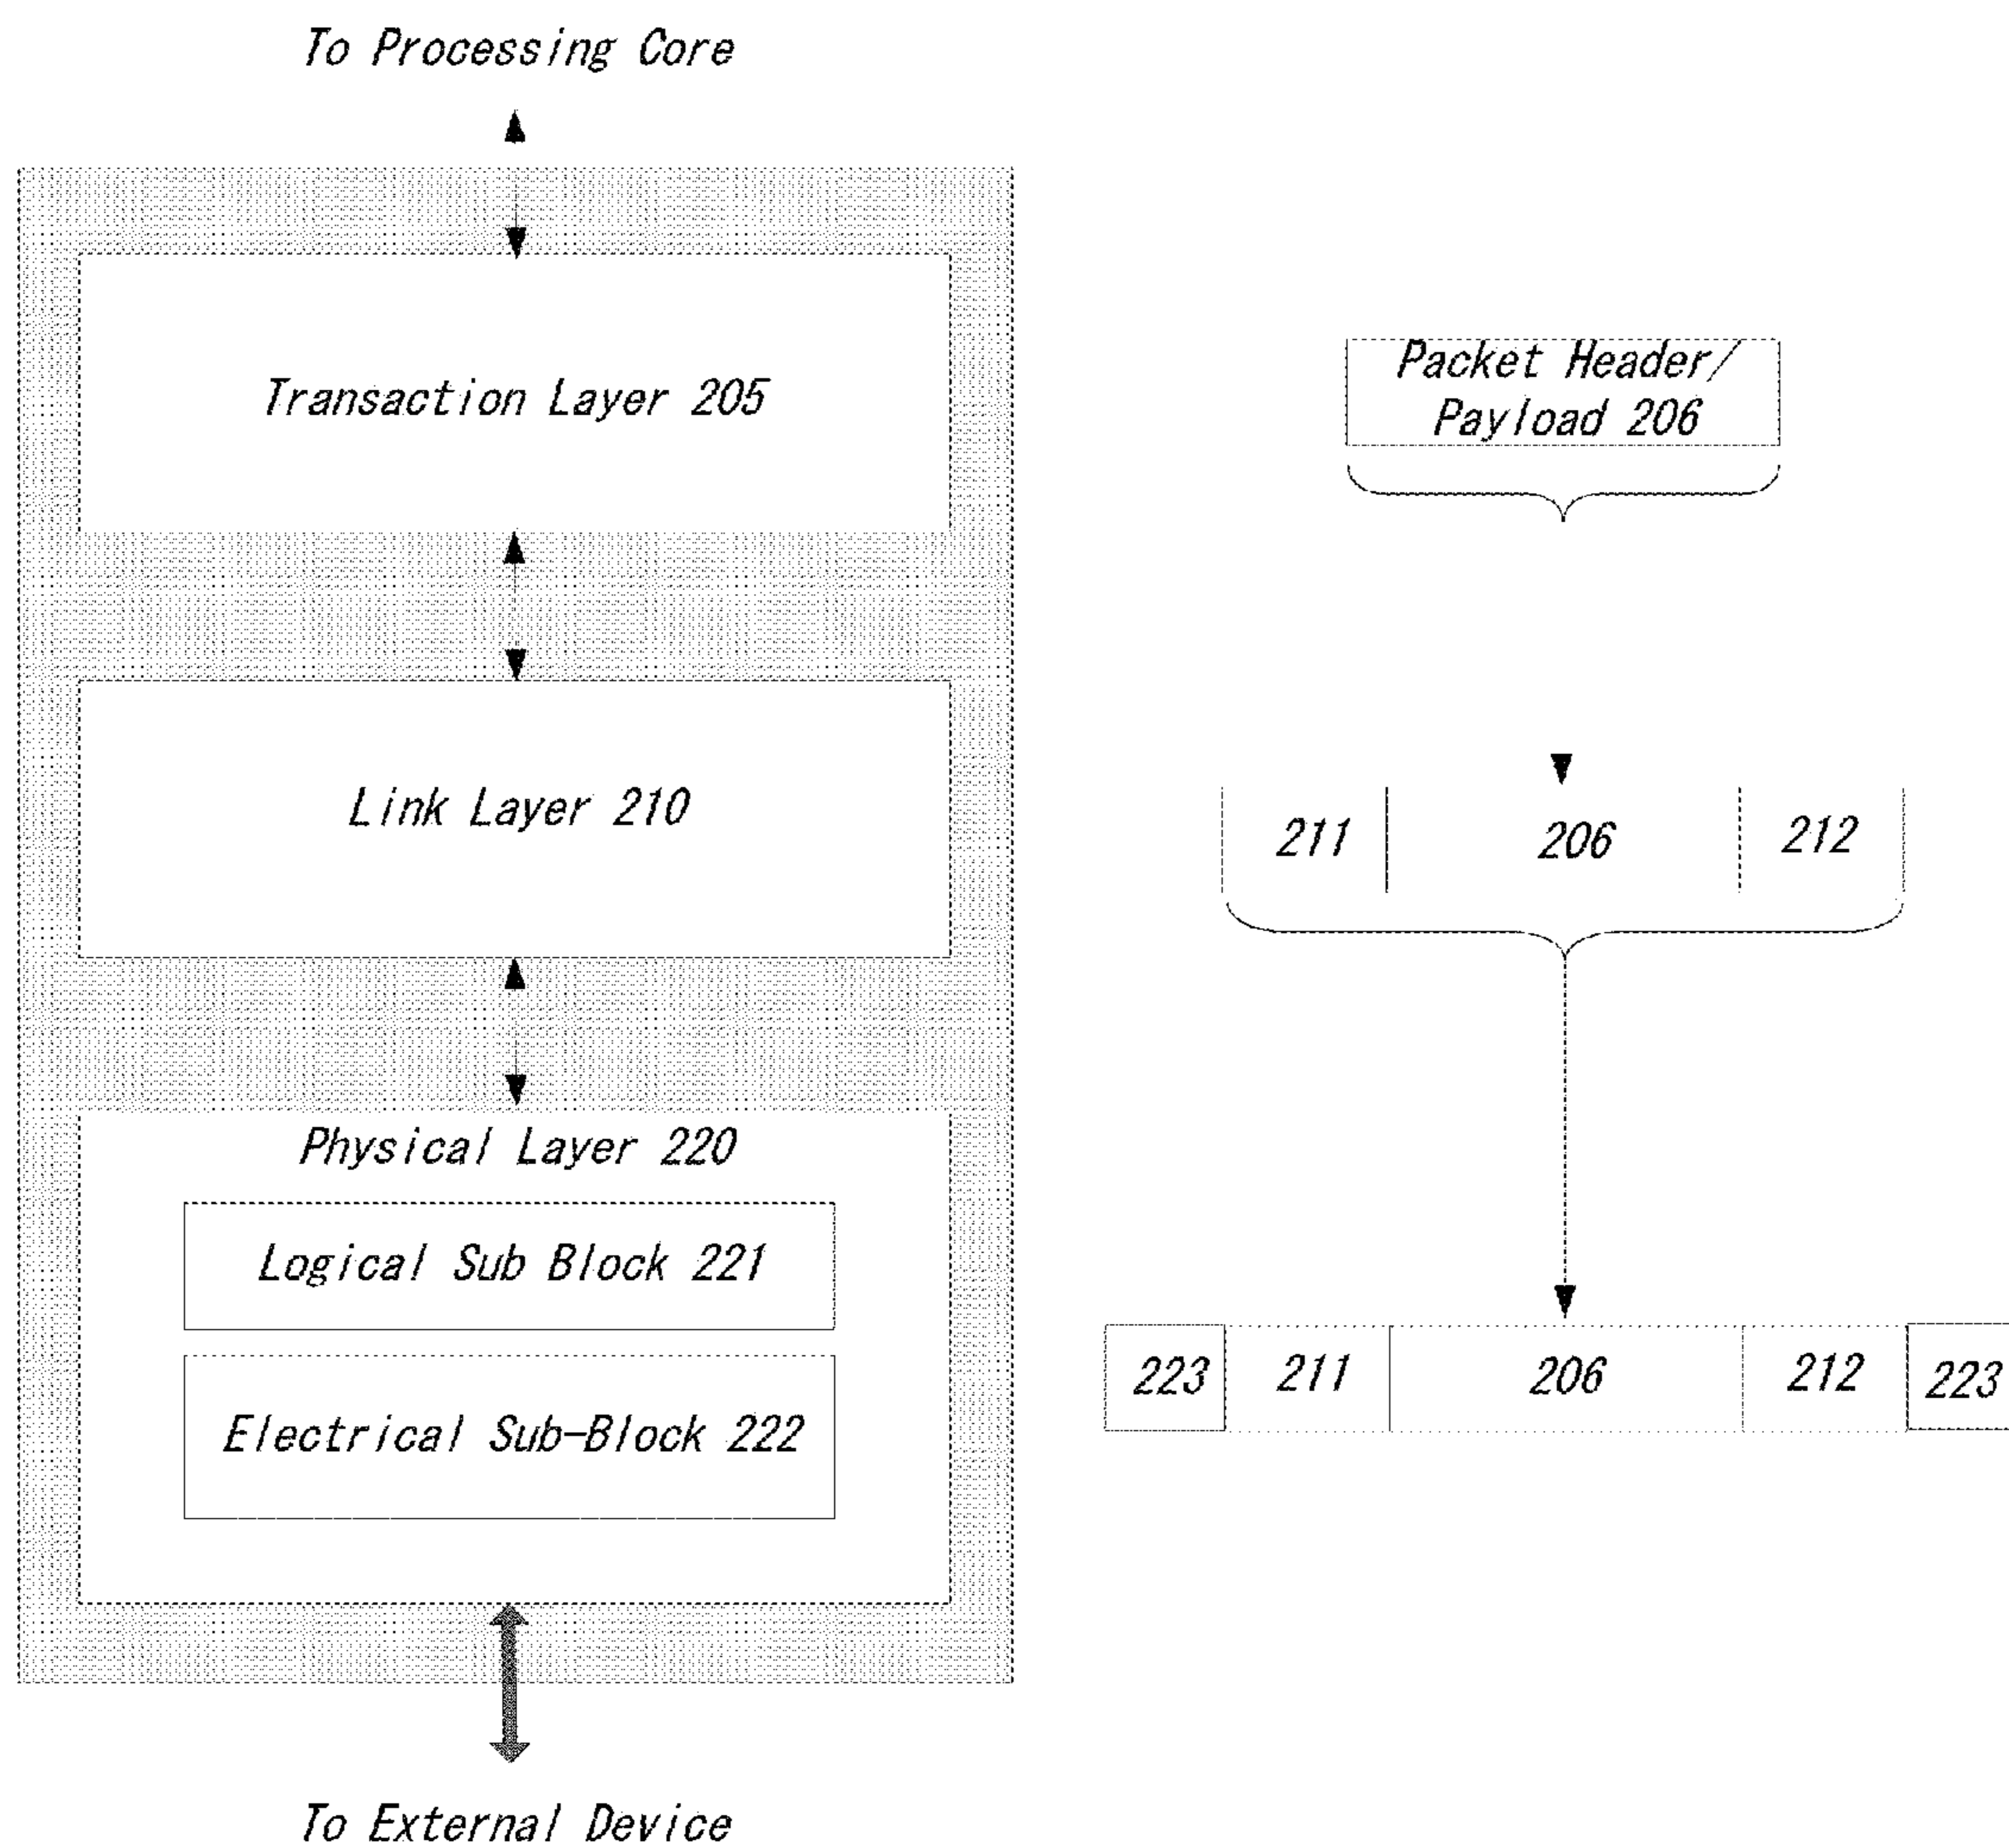 To Processing Core
Transaction Layer 205
Packet Header/
Payload 206
Link Layer 210
211 206 212
Physical Layer 220
Logical Sub Block 221
Electrical Sub-Block 222
223 211 206 212 223
To External Device